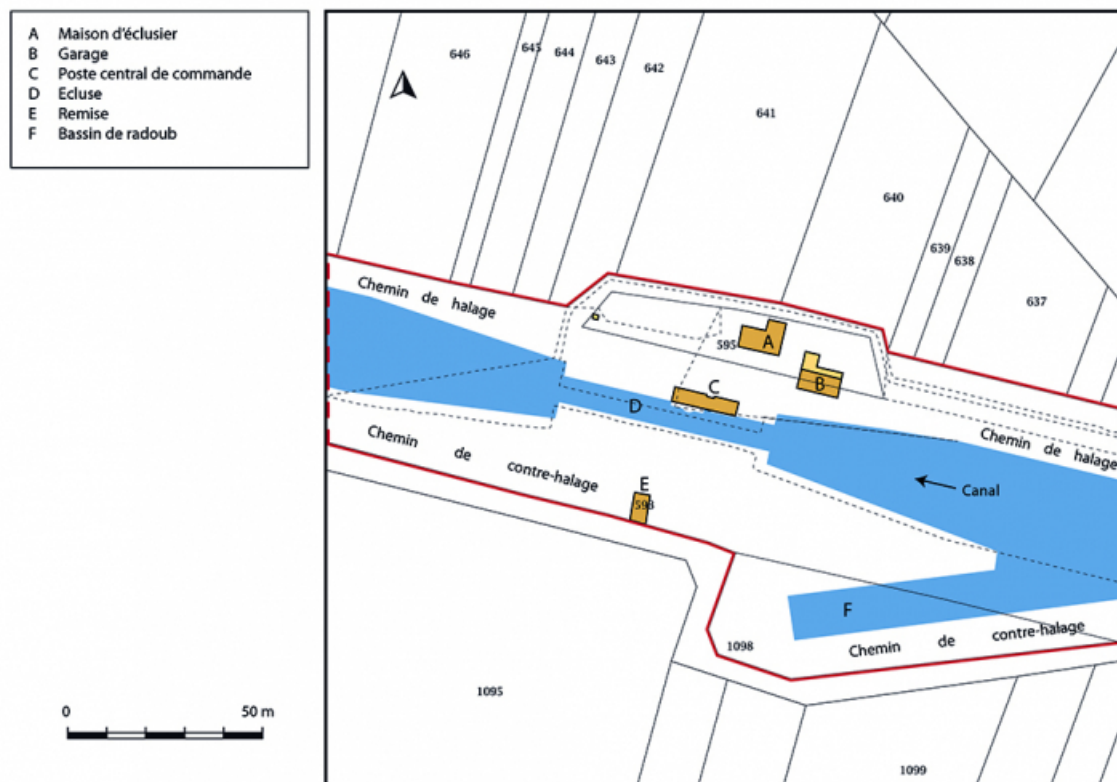 A Maison d'éclusier
B Garage
C Poste central de commande
D Ecluse
E Remise
F Bassin de radoub
646
645
644
643
642
641
640
639
638
637
Chemin de halage
595
A
B
C
D
Chemin de halage
Canal
Chemin de contre-halage
E
593
F
1098
Chemin de contre-halage
1095
1099
0 50 m